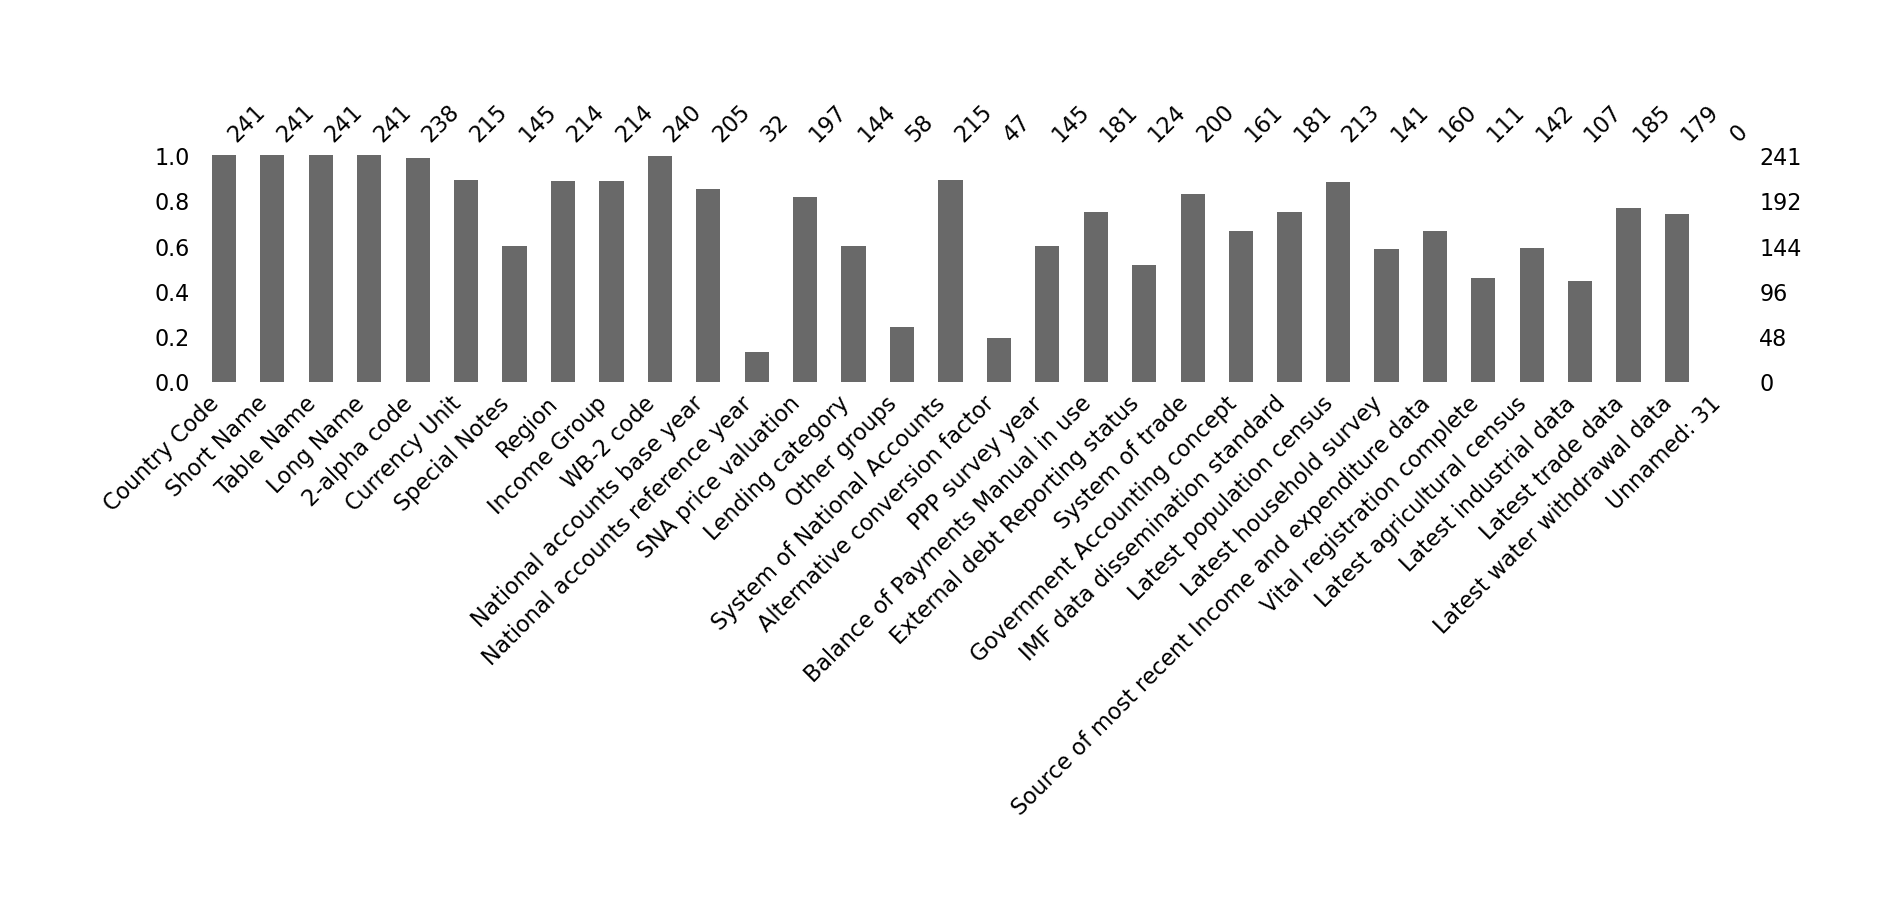 241 241 241 241 238 215 145 214 214 240 205 32 197 144 58 215 47 145 181 124 200 161 181 213 141 160 111 142 107 185 179 0
1.0 241
0.8 192
0.6 144
0.4 96
0.2 48
0.0 0
Country Code
Short Name
Table Name
Long Name
2-alpha code
Currency Unit
Special Notes
Region
Income Group
WB-2 code
National accounts base year
National accounts reference year
SNA price valuation
Lending category
Other groups
System of National Accounts
Alternative conversion factor
PPP survey year
Balance of Payments Manual in use
External debt Reporting status
System of trade
Government Accounting concept
IMF data dissemination standard
Latest population census
Latest household survey
Source of most recent Income and expenditure data
Vital registration complete
Latest agricultural census
Latest industrial data
Latest trade data
Latest water withdrawal data
Unnamed: 31